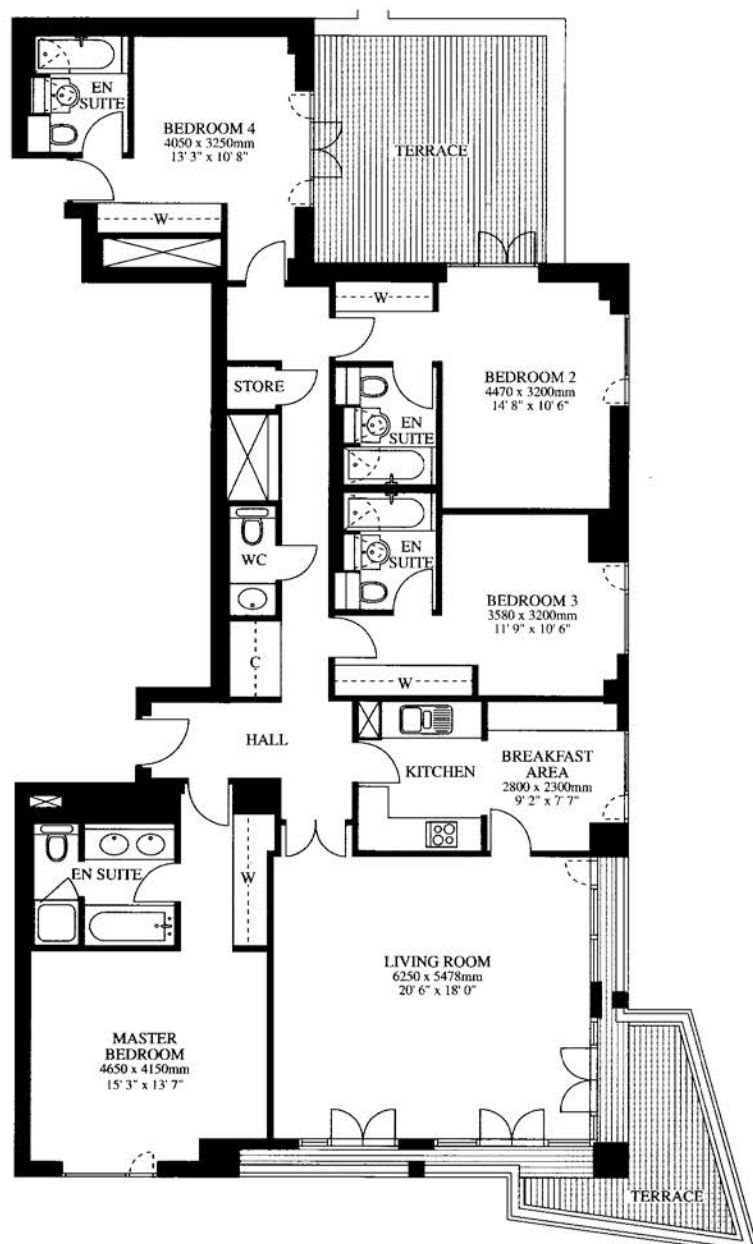 EN
SUITE
BEDROOM 4
4050 x 3250mm
13' 3" x 10' 8"
TERRACE
W
W
BEDROOM 2
4470 x 3200mm
14' 8" x 10' 6"
STORE
EN
SUITE
WC
EN
SUITE
BEDROOM 3
3580 x 3200mm
11' 9" x 10' 6"
C
W
HALL
KITCHEN
BREAKFAST
AREA
2800 x 2300mm
9' 2" x 7' 7"
EN SUITE
W
LIVING ROOM
6250 x 5478mm
20' 6" x 18' 0"
MASTER
BEDROOM
4650 x 4150mm
15' 3" x 13' 7"
TERRACE